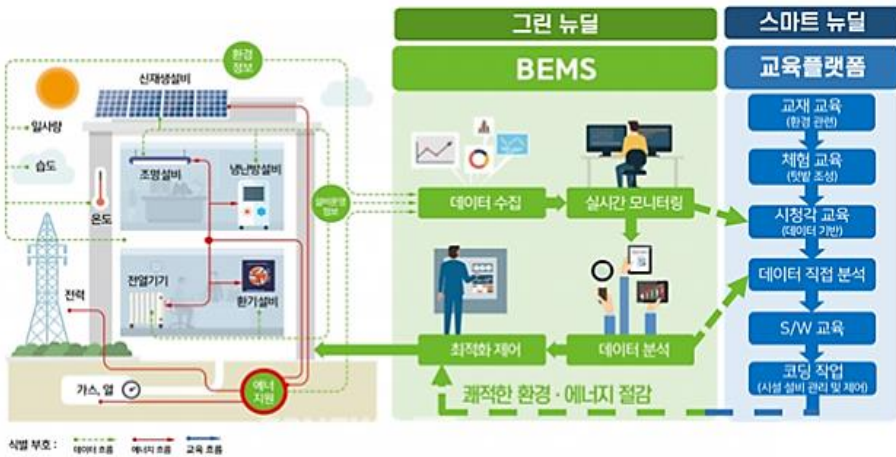 그린 뉴딜
스마트 뉴딜
BEMS
교육플랫폼
환경
정보
신재생설비
일사량
습도
온도
조명설비
냉난방설비
설비운영
정보
전열기기
환기설비
전력
가스, 열
에너
지원
데이터 수집
실시간 모니터링
최적화 제어
데이터 분석
쾌적한 환경 · 에너지 절감
교재 교육
(환경 관련)
체험 교육
(텃밭 조성)
시청각 교육
(데이터 기반)
데이터 직접 분석
S/W 교육
코딩 작업
(시설 설비 관리 및 제어)
식별 부호 : 데이터 흐름 에너지 흐름 교육 흐름